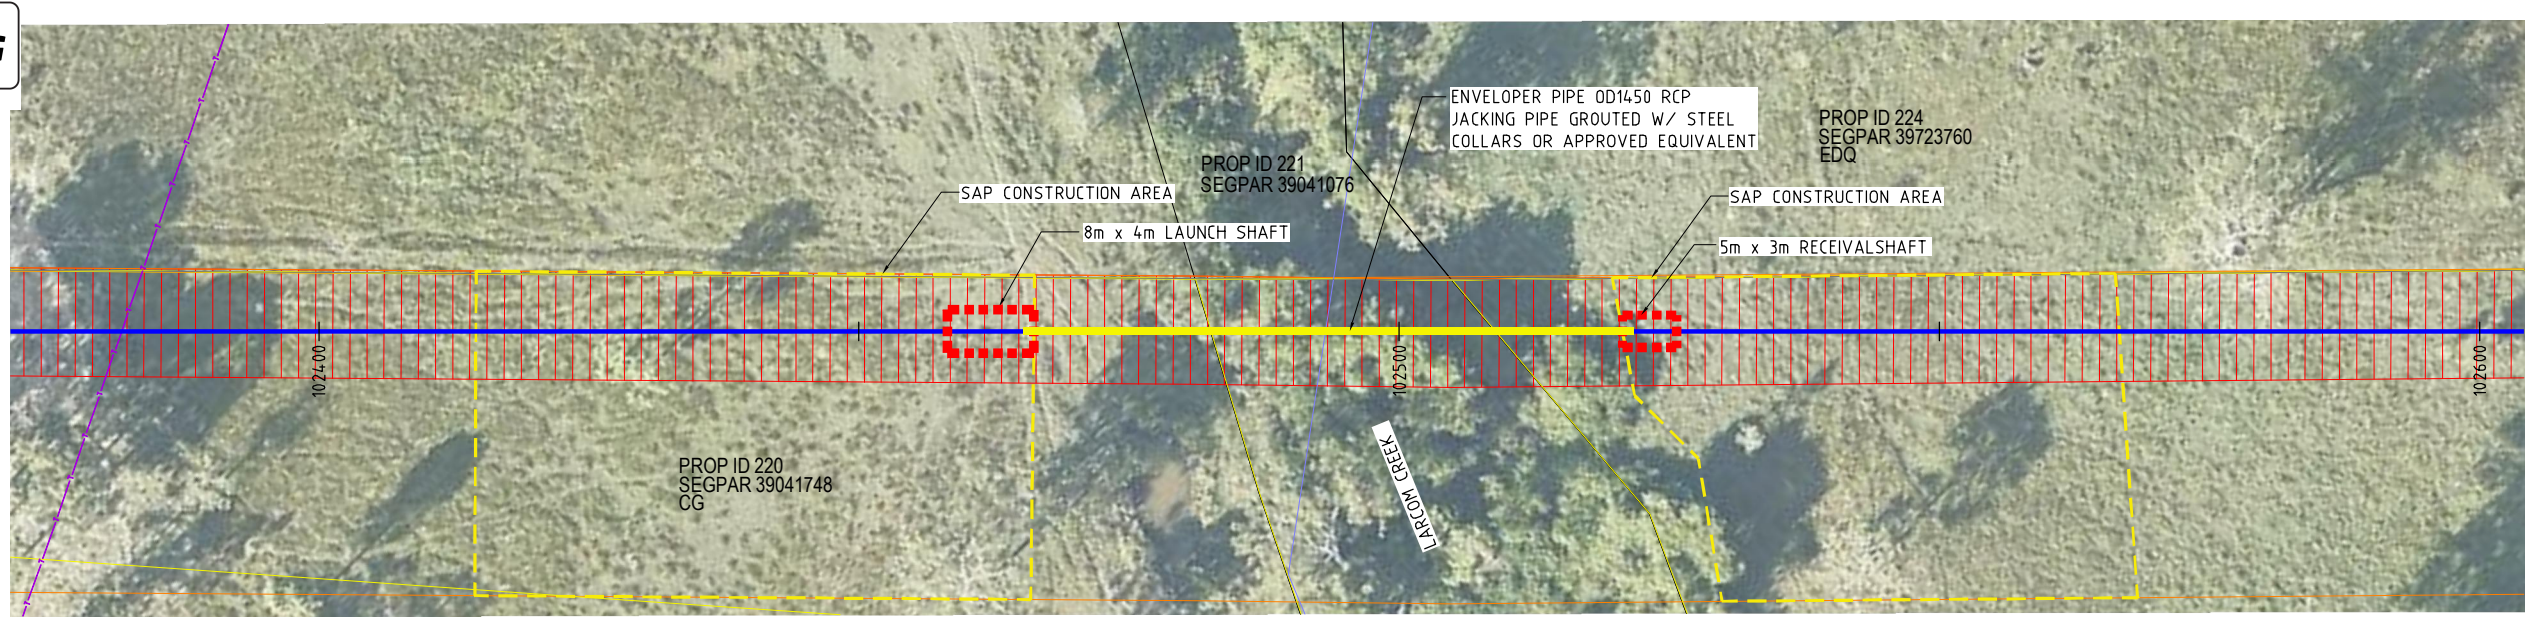 ENVELOPER PIPE OD1450 RCP
JACKING PIPE GROUTED W/ STEEL
COLLARS OR APPROVED EQUIVALENT
PROP ID 224
SEGPAR 39723760
EDQ
PROP ID 221
SEGPAR 39041076
SAP CONSTRUCTION AREA
SAP CONSTRUCTION AREA
8m x 4m LAUNCH SHAFT
5m x 3m RECEIVALSHAFT
102400
102500
102600
LARCOM CREEK
PROP ID 220
SEGPAR 39041748
CG